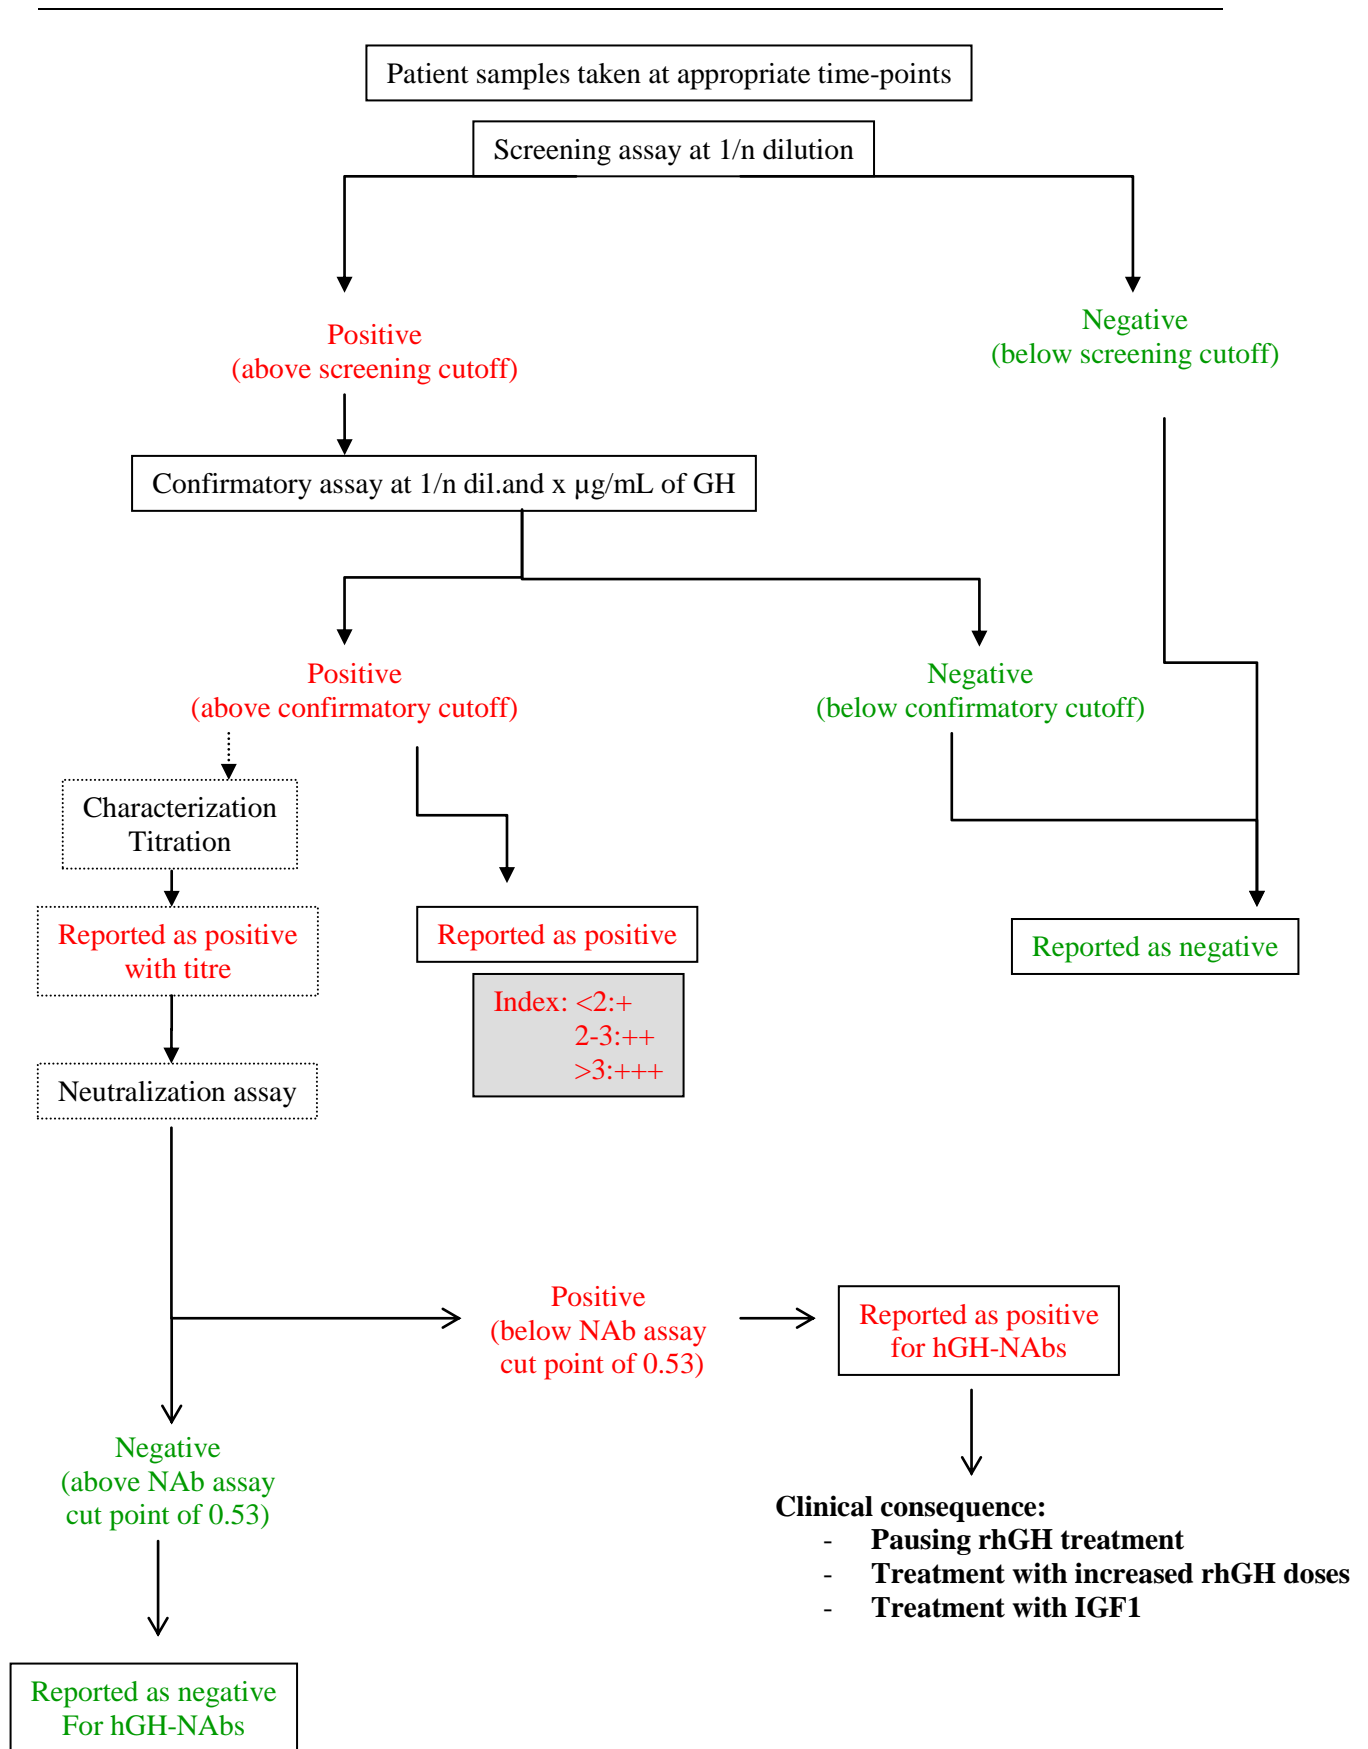 Patient samples taken at appropriate time-points
Screening assay at 1/n dilution
Positive
(above screening cutoff)
Negative
(below screening cutoff)
Confirmatory assay at 1/n dil.and x µg/mL of GH
Positive
(above confirmatory cutoff)
Negative
(below confirmatory cutoff)
Characterization
Titration
Reported as positive
with titre
Reported as positive
Reported as negative
Index: <2:+
2-3:++
>3:+++
Neutralization assay
Positive
(below NAb assay
cut point of 0.53)
Reported as positive
for hGH-NAbs
Negative
(above NAb assay
cut point of 0.53)
Clinical consequence:
- Pausing rhGH treatment
- Treatment with increased rhGH doses
- Treatment with IGF1
Reported as negative
For hGH-NAbs